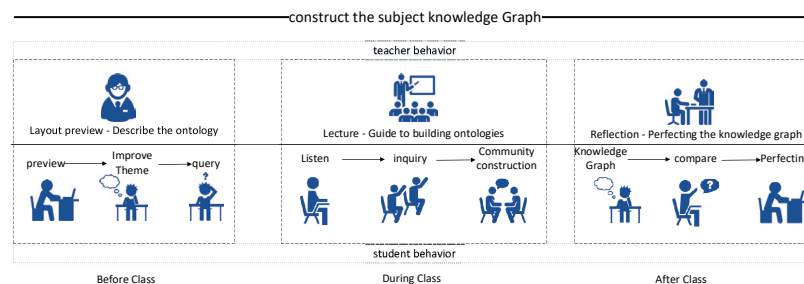 construct the subject knowledge Graph
teacher behavior
Layout preview - Describe the ontology
Lecture - Guide to building ontologies
Reflection - Perfecting the knowledge graph
preview
Improve
Theme
query
?
Listen
inquiry
Community
construction
Knowledge
Graph
compare
Perfectin
?
student behavior
Before Class
During Class
After Class